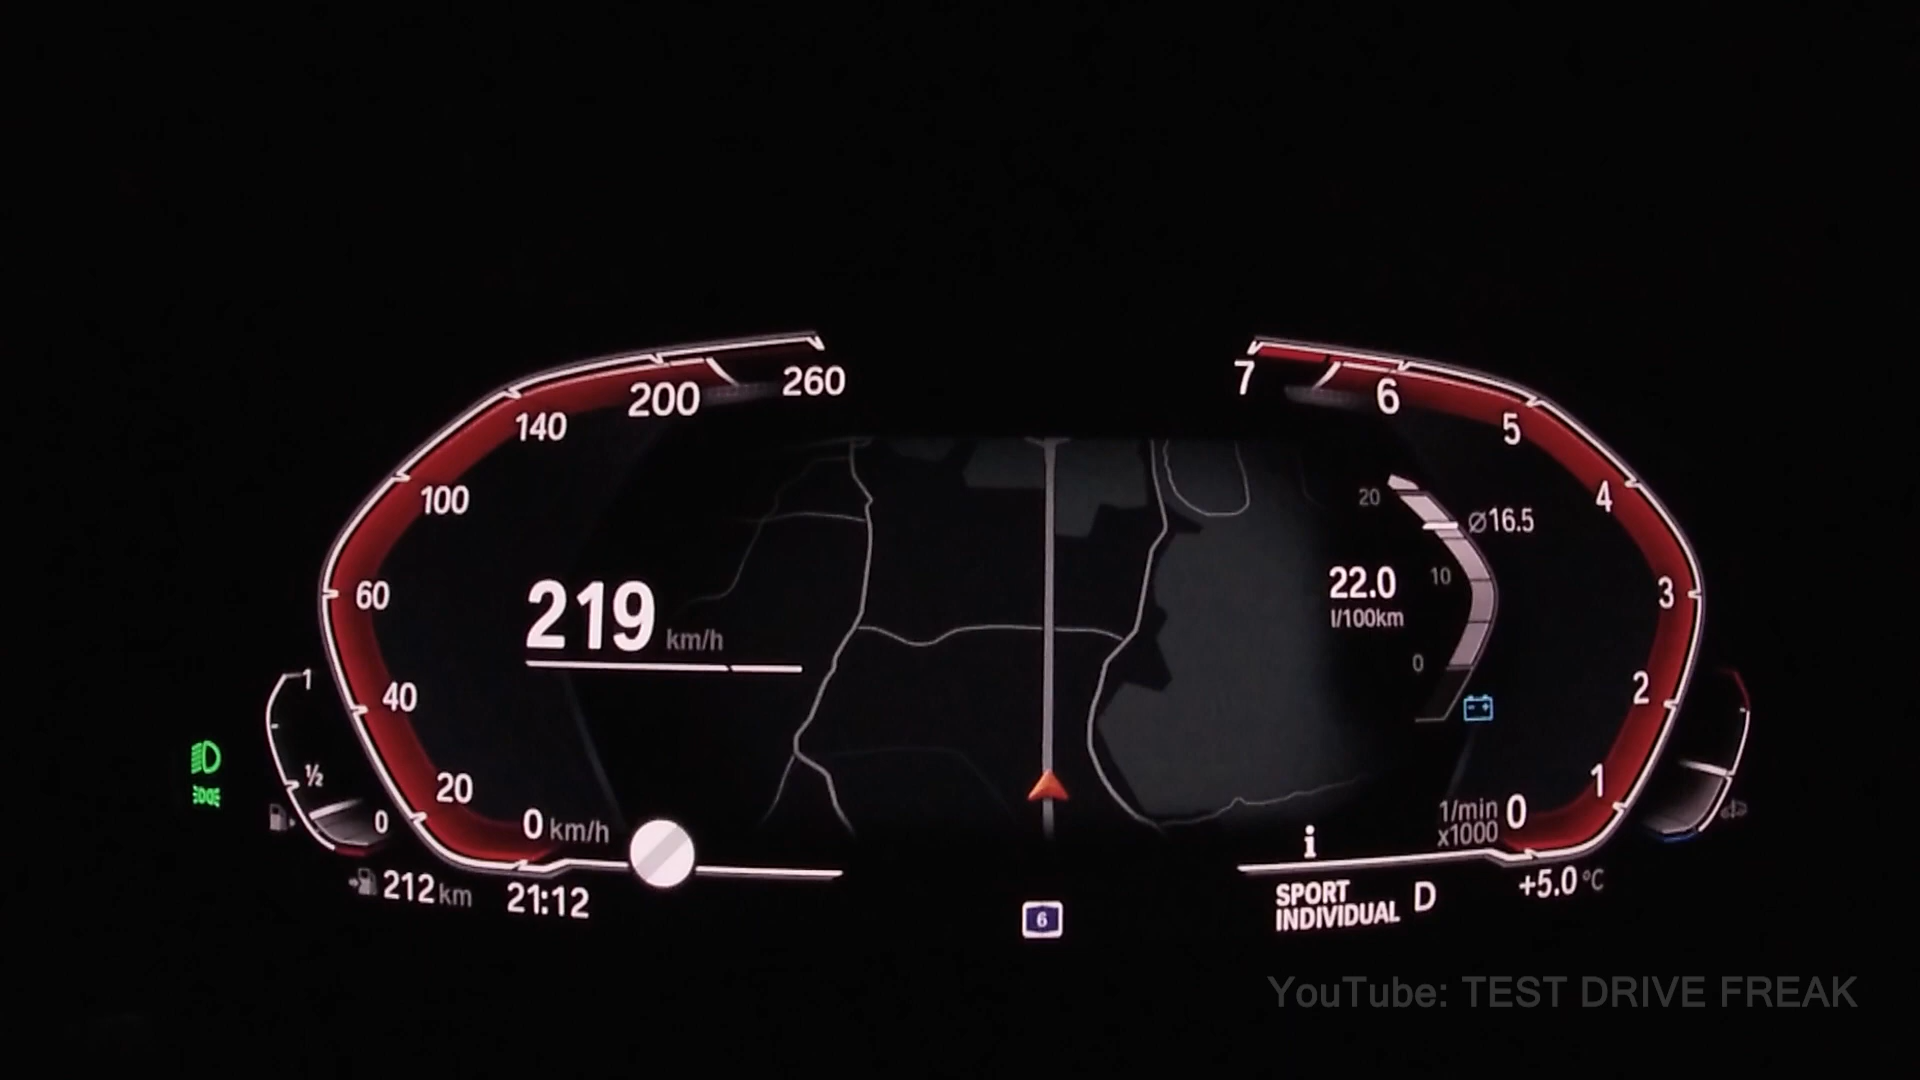 260
200
140
100
60
40
20
0 km/h
219 km/h
1
½
0
212 km
21:12
6
7
6
5
4
3
2
1
0
1/min
x1000
20
10
0
⌀16.5
22.0
l/100km
i
SPORT
INDIVIDUAL
D
+5.0 °C
YouTube: TEST DRIVE FREAK